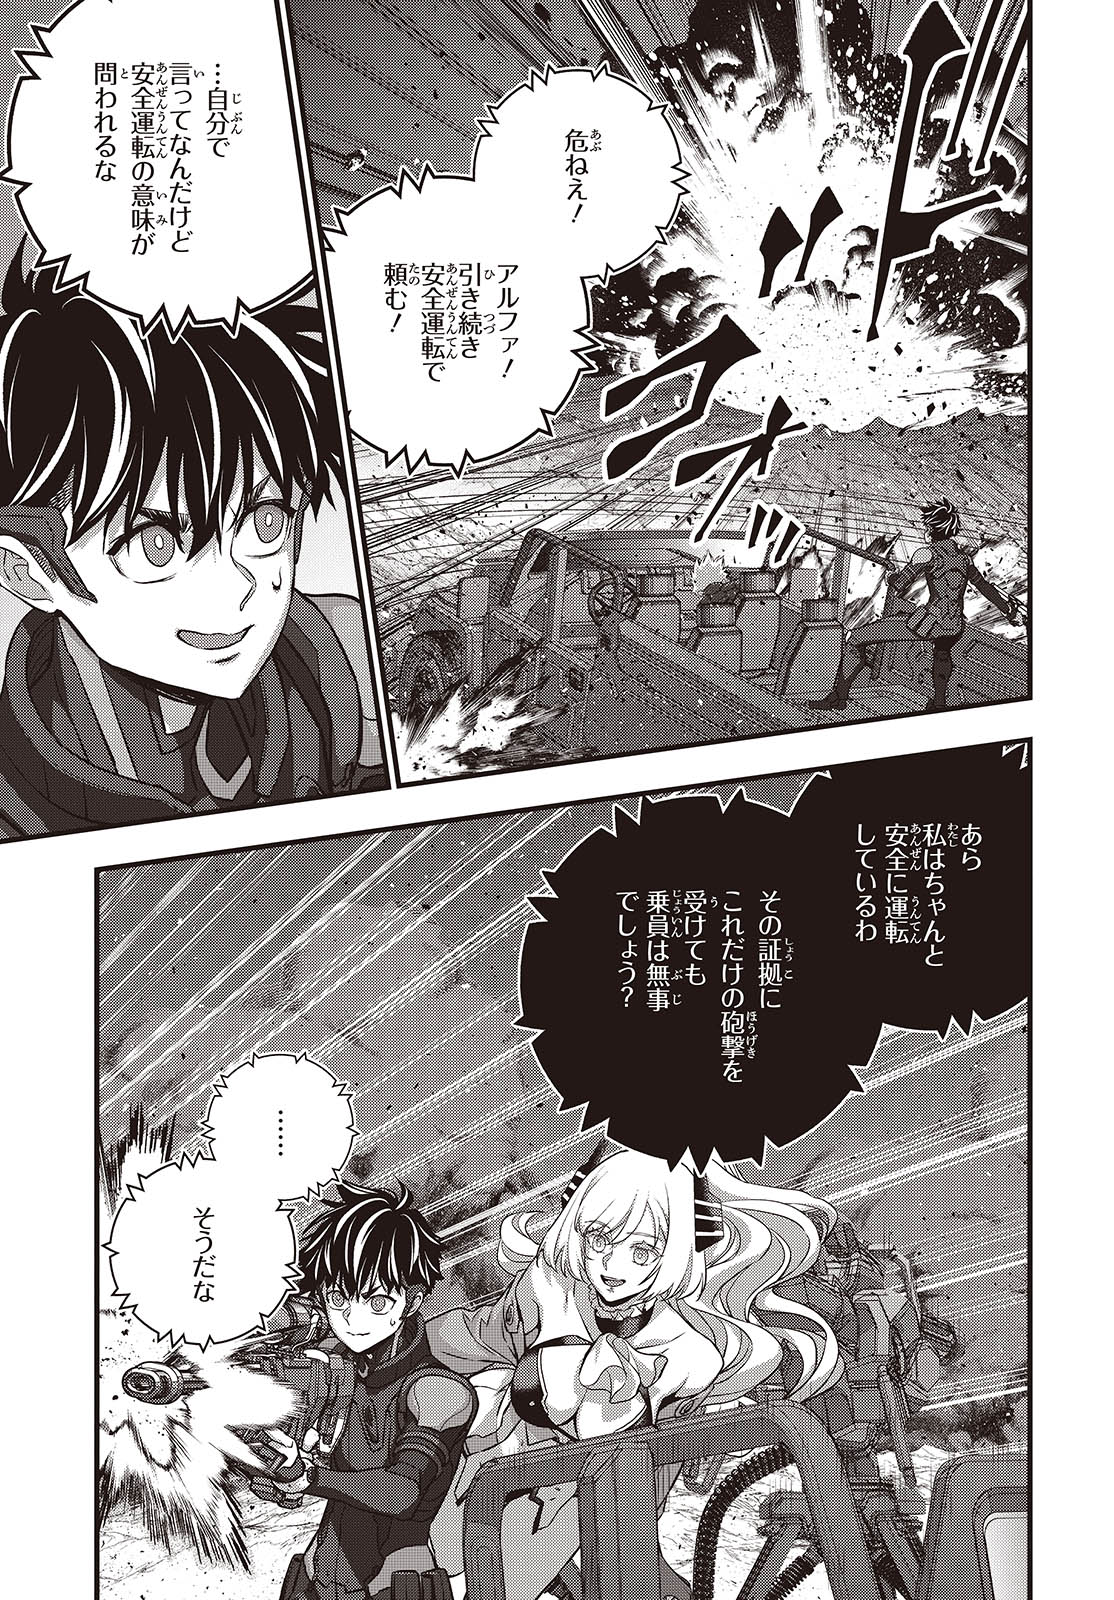 ドドォッ
ゴォォッ
危ねえ！
アルファ！
引き続き
安全運転で
頼む！
…自分で
言ってなんだけど
安全運転の意味が
問われるな
あら
私はちゃんと
安全に運転
しているわ
その証拠に
これだけの砲撃を
受けても
乗員は無事
でしょう？
……
そうだな